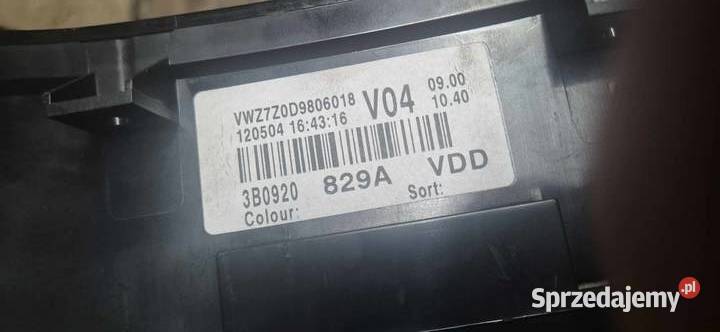 VWZ7Z0D9806018 V04 09.00
120504 16:43:16 10.40
3B0920 829A VDD
Colour: Sort:
Sprzedajemy.pl